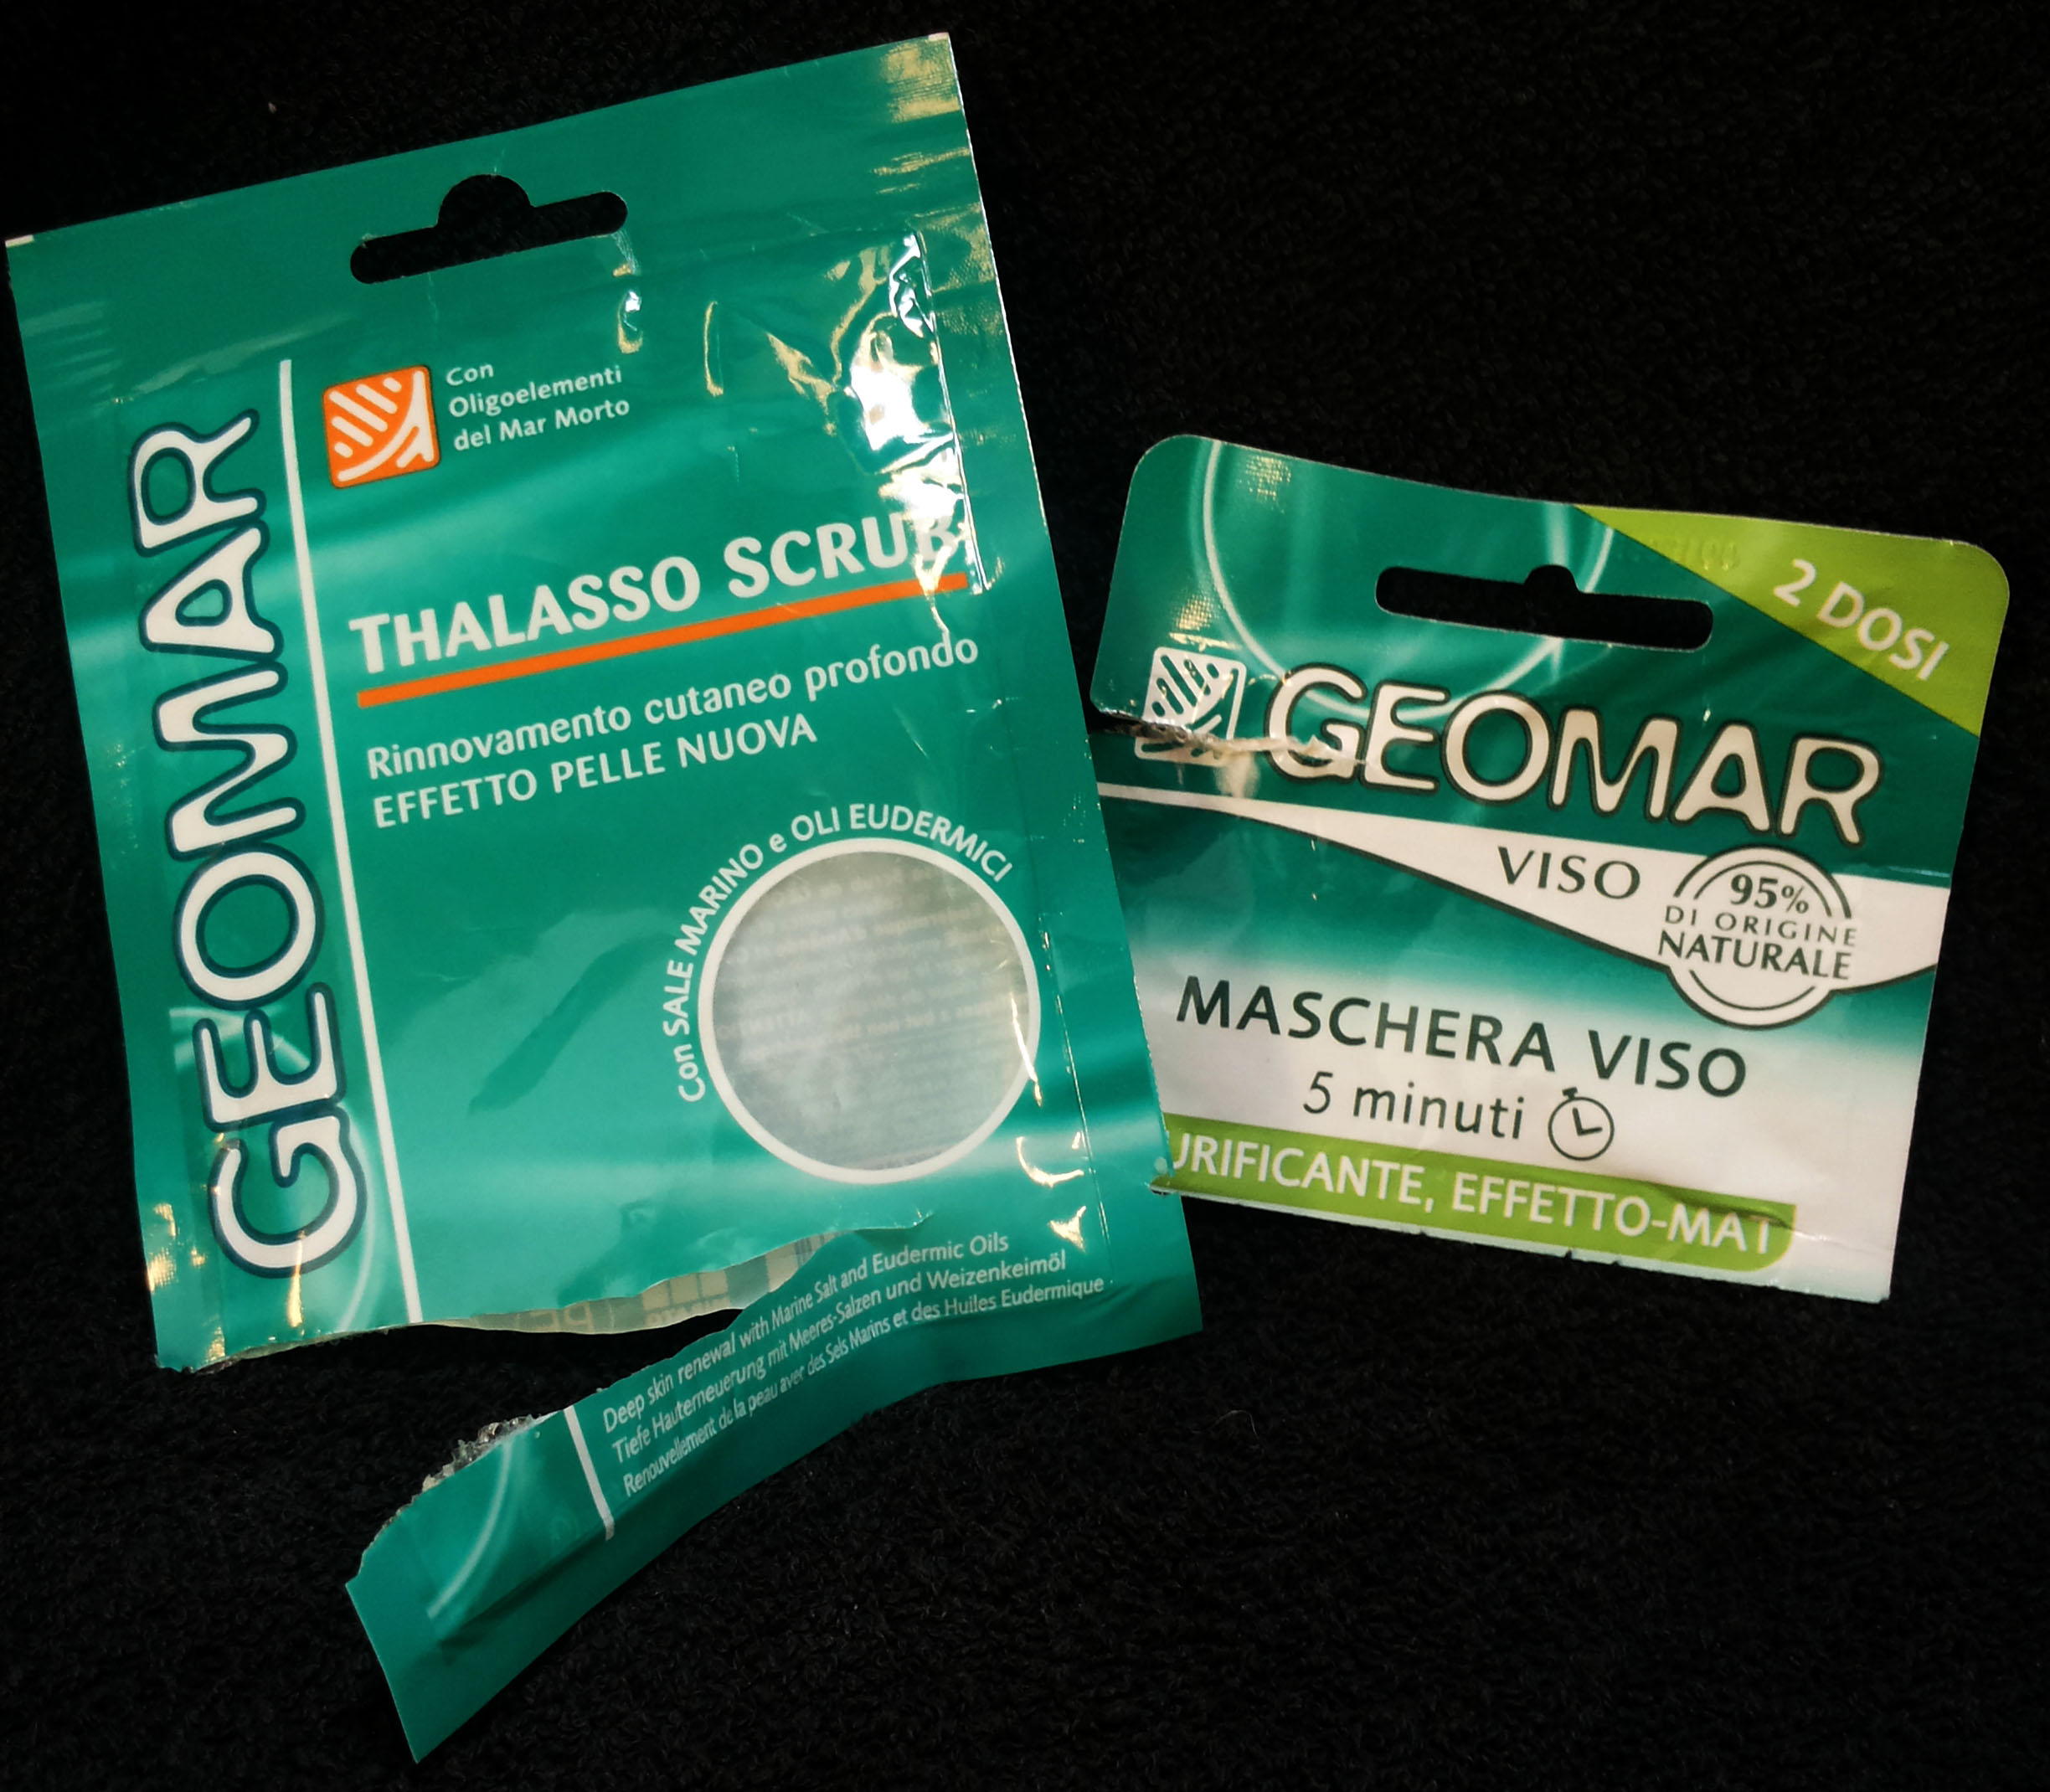 GEOMAR
Con
Oligoelementi
del Mar Morto
THALASSO SCRUB
Rinnovamento cutaneo profondo
EFFETTO PELLE NUOVA
Con SALE MARINO e OLI EUDERMICI
Deep skin renewal with Marine Salt and Eudermic Oils
Tiefe Hauterneuerung mit Meeres-Salzen und Weizenkeimöl
Renouvellement de la peau avec des Sels Marins et des Huiles Eudermique
2 DOSI
GEOMAR
VISO
95%
DI ORIGINE
NATURALE
MASCHERA VISO
5 minuti
URIFICANTE, EFFETTO-MAT